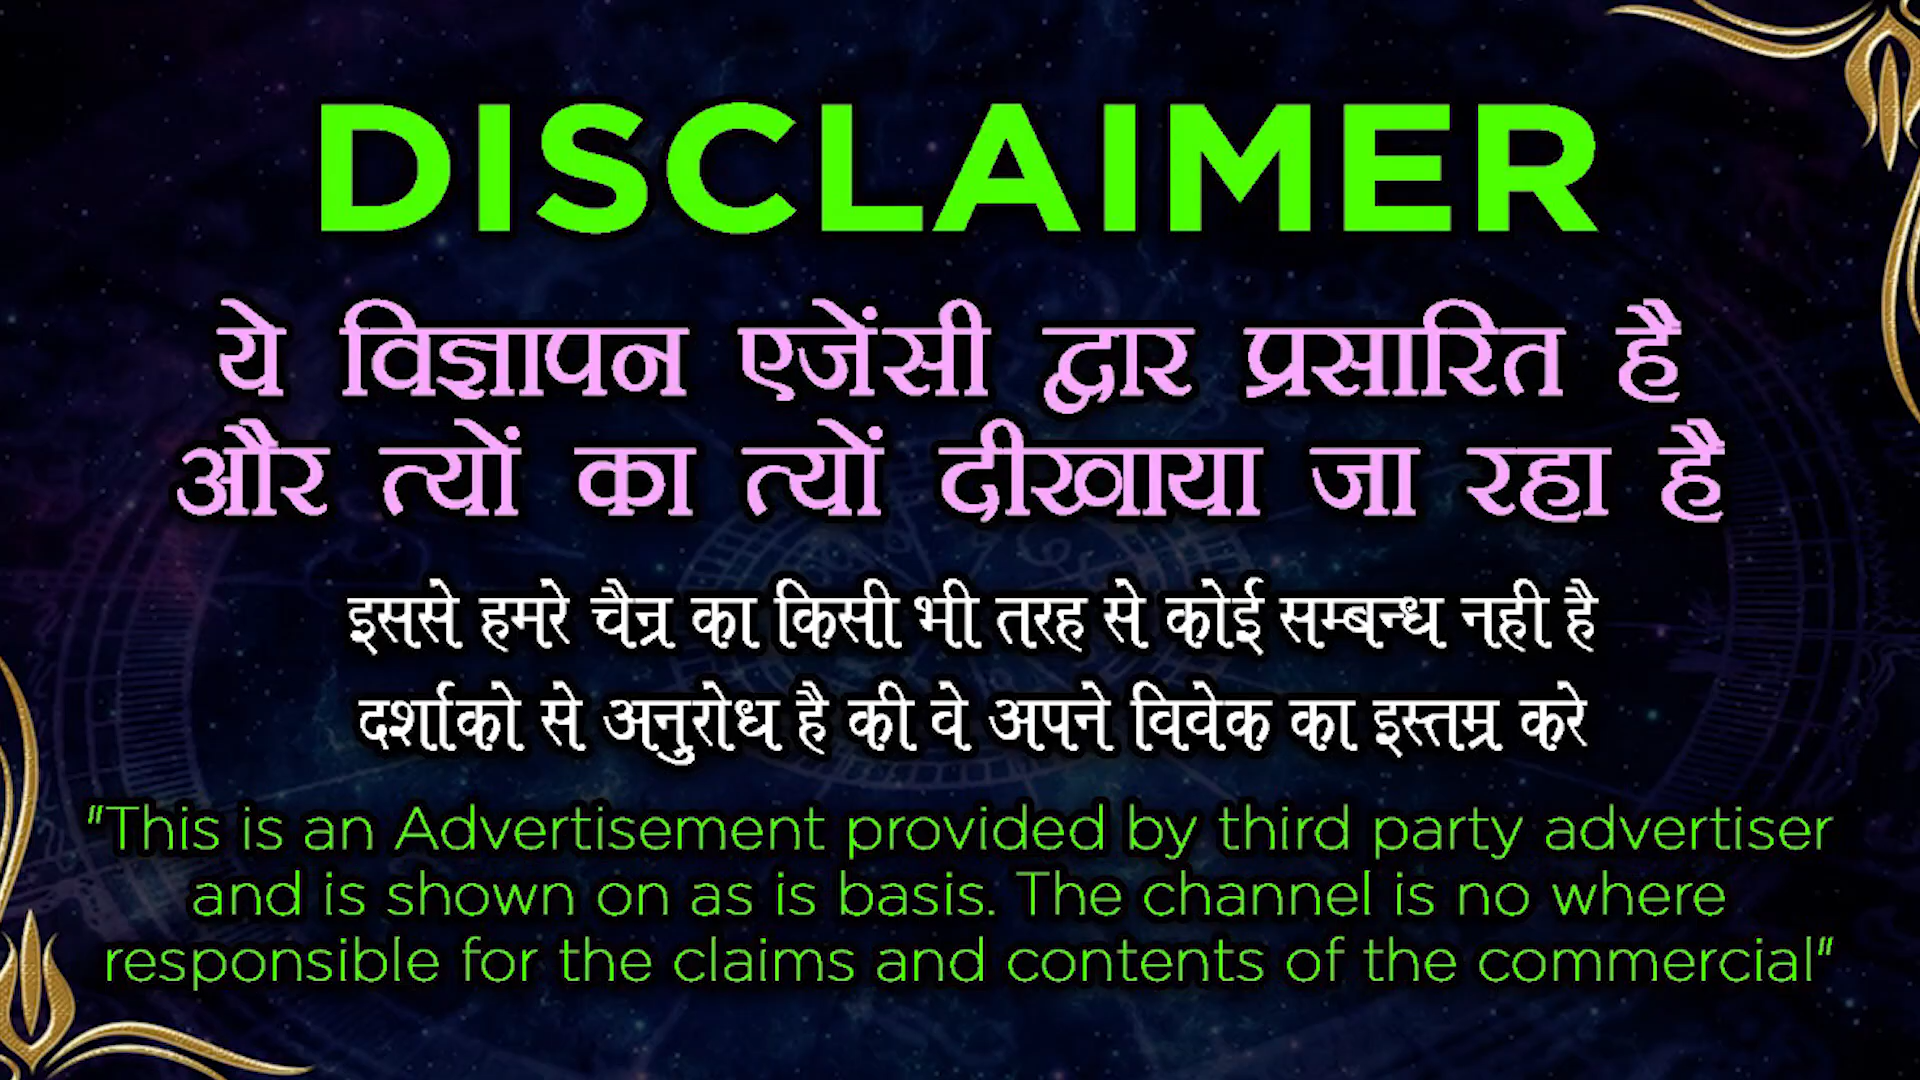 DISCLAIMER
ये विज्ञापन एजेंसी द्वार प्रसारित है
और त्यों का त्यों दीखाया जा रहा है
इससे हमरे चैन्र का किसी भी तरह से कोई सम्बन्ध नही है
दर्शाको से अनुरोध है की वे अपने विवेक का इस्तम्र करे
"This is an Advertisement provided by third party advertiser
and is shown on as is basis. The channel is no where
responsible for the claims and contents of the commercial"